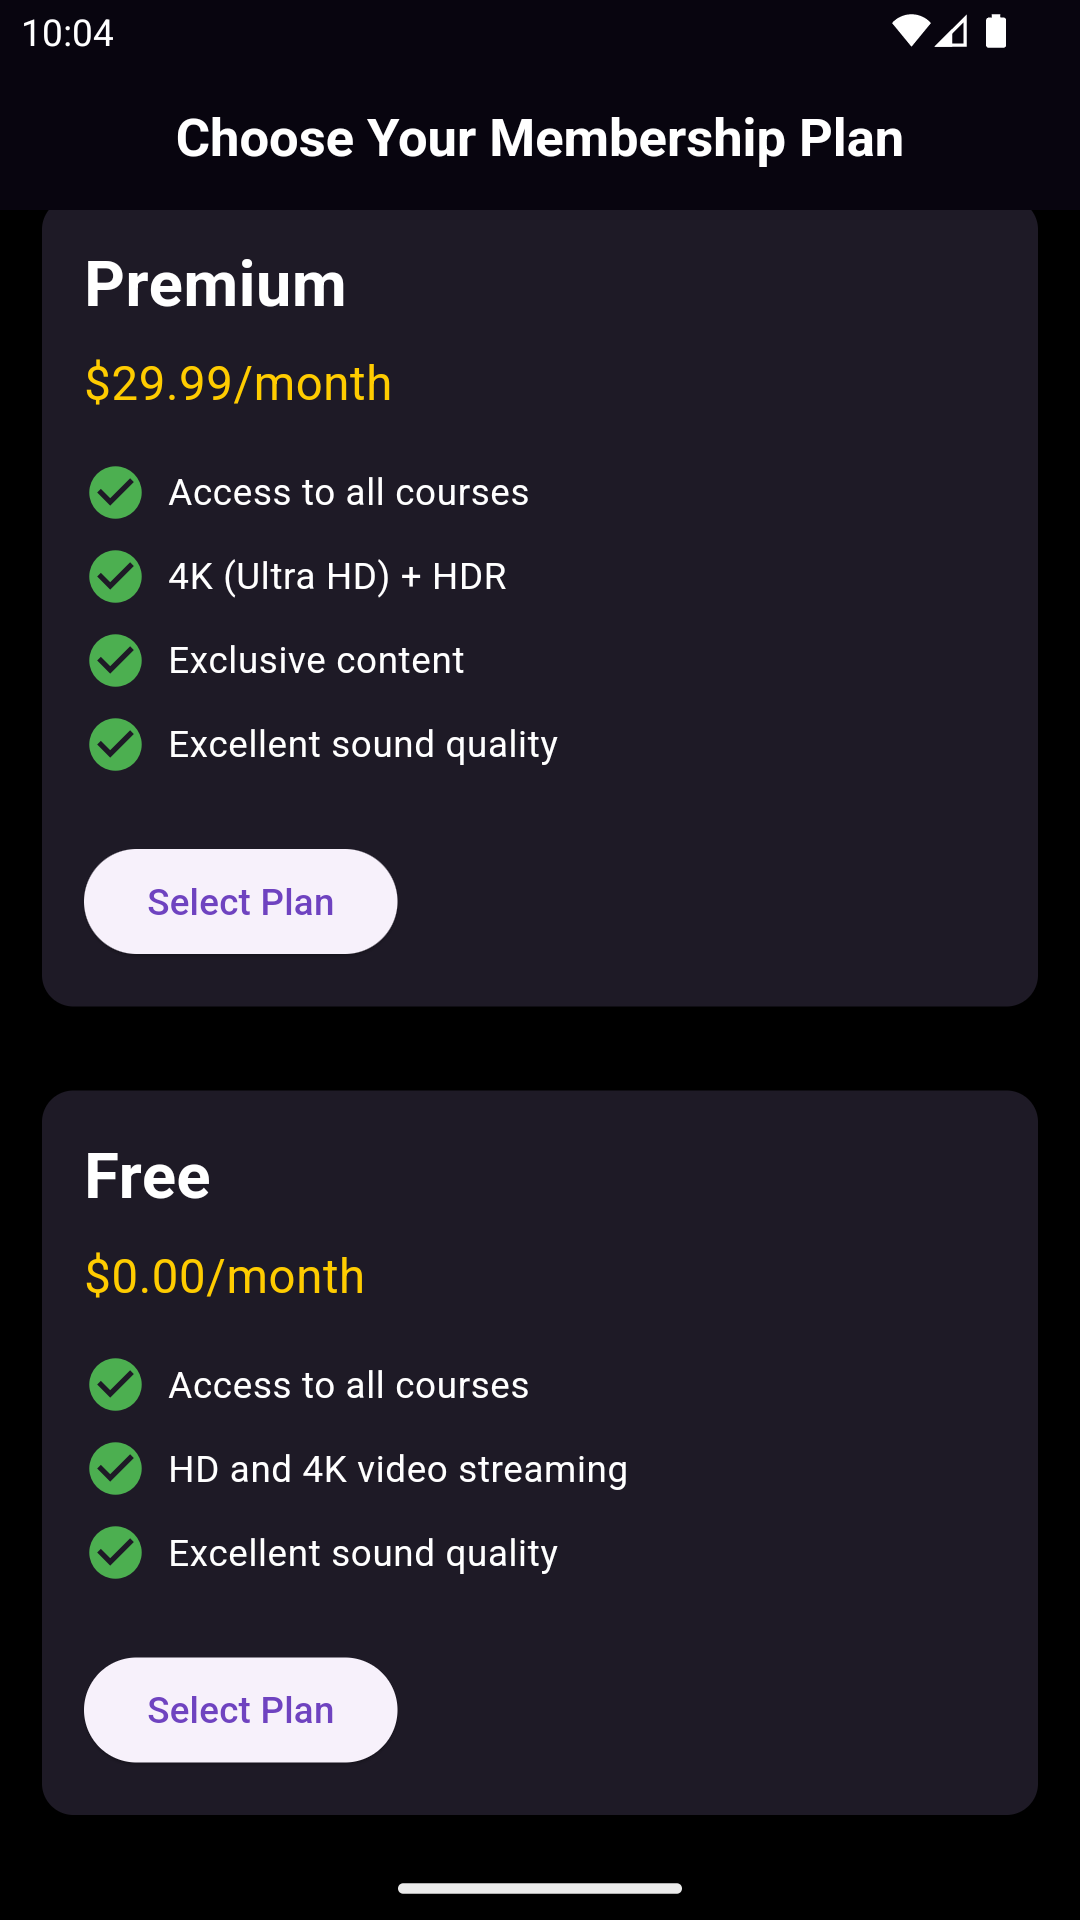 10:04
Choose Your Membership Plan
Premium
$29.99/month
Access to all courses
4K (Ultra HD) + HDR
Exclusive content
Excellent sound quality
Select Plan
Free
$0.00/month
Access to all courses
HD and 4K video streaming
Excellent sound quality
Select Plan